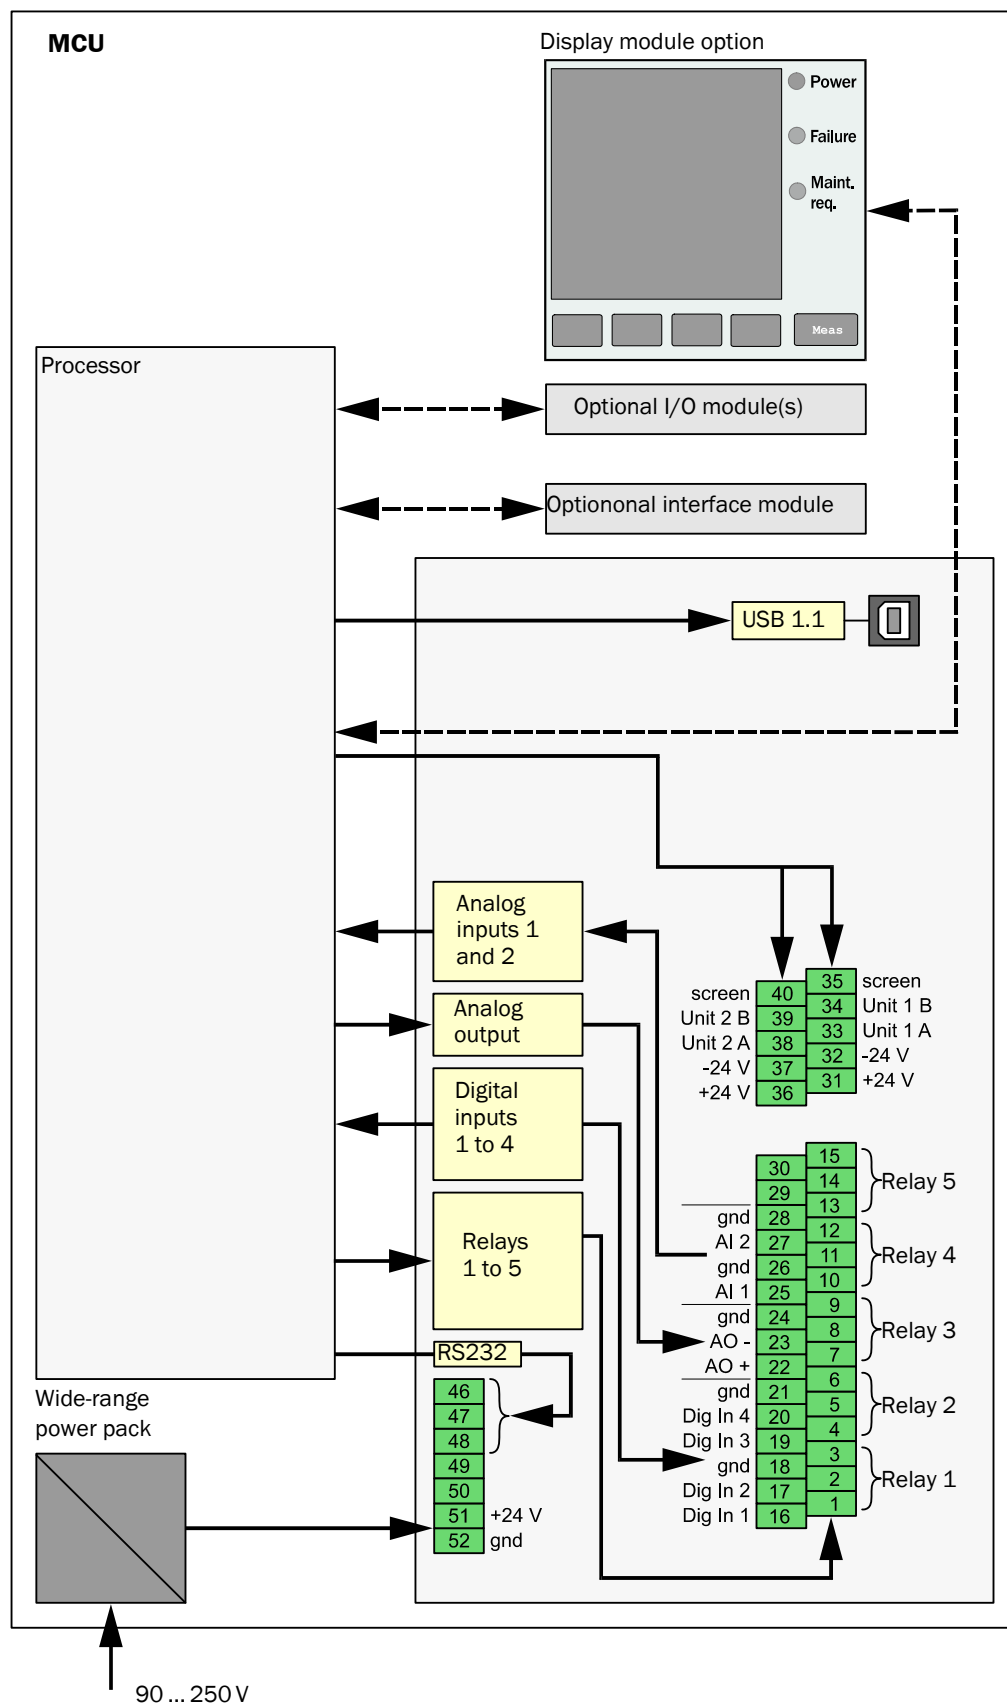 MCU
Display module option
Power
Failure
Maint.
req.
Meas
Processor
Optional I/O module(s)
Optiononal interface module
USB 1.1
Analog
inputs 1
and 2
Analog
output
Digital
inputs
1 to 4
Relays
1 to 5
RS232
46
47
48
49
50
51 +24 V
52 gnd
screen 40
Unit 2 B 39
Unit 2 A 38
-24 V 37
+24 V 36
35 screen
34 Unit 1 B
33 Unit 1 A
32 -24 V
31 +24 V
30
29
gnd 28
AI 2 27
gnd 26
AI 1 25
gnd 24
AO - 23
AO + 22
gnd 21
Dig In 4 20
Dig In 3 19
gnd 18
Dig In 2 17
Dig In 1 16
15
14
13
Relay 5
12
11
10
Relay 4
9
8
7
Relay 3
6
5
4
Relay 2
3
2
1
Relay 1
Wide-range
power pack
90 ... 250 V